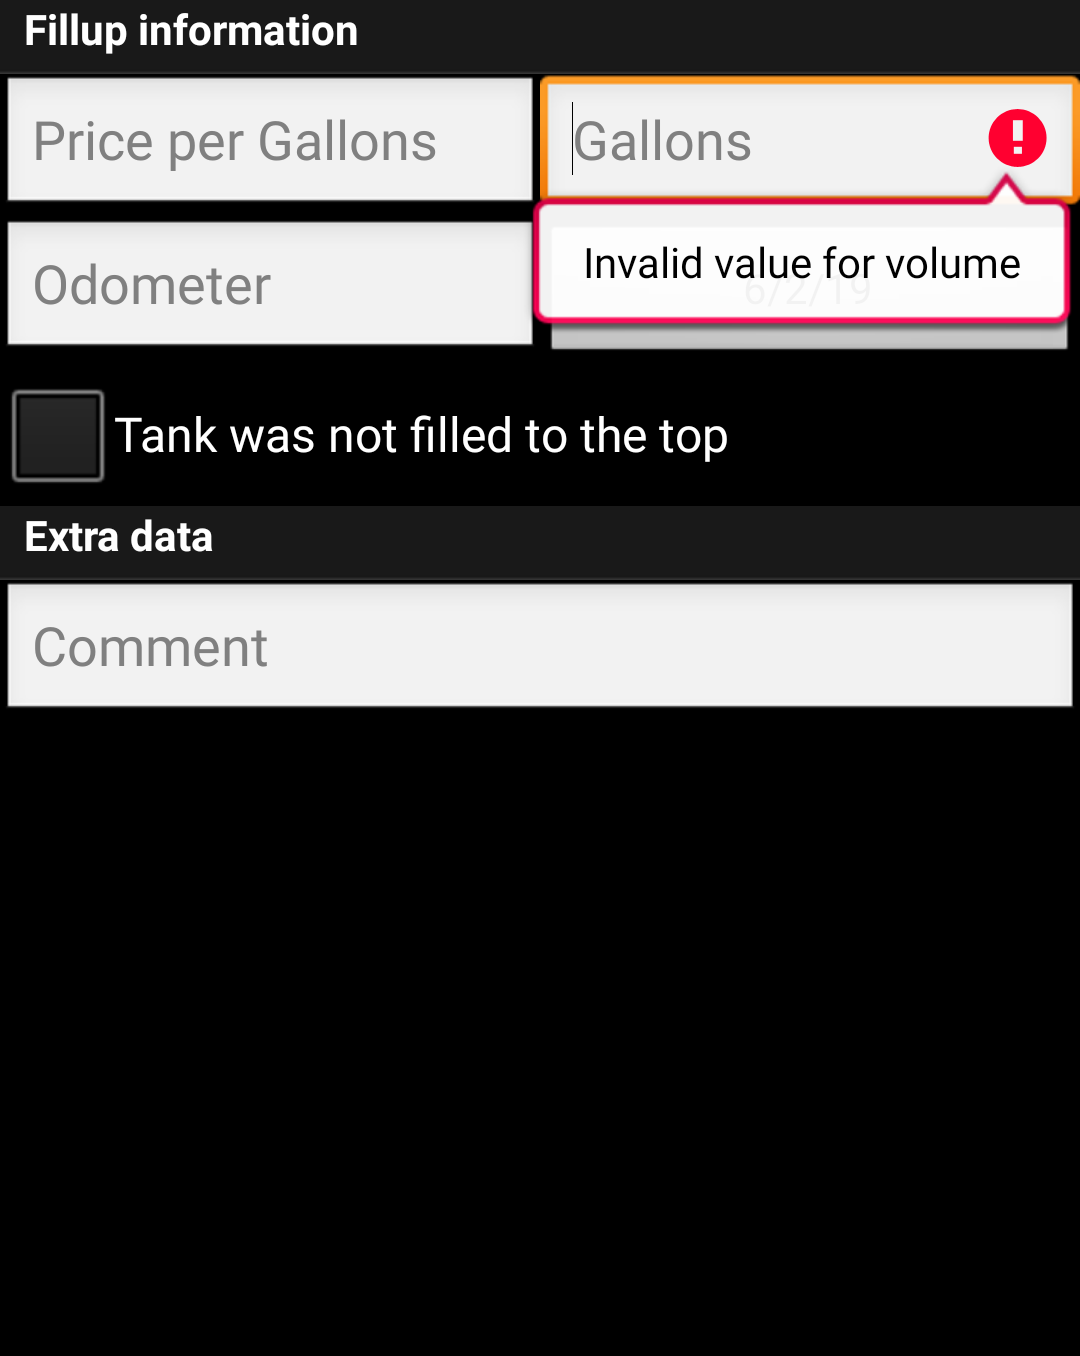 Fillup information
Price per Gallons
Gallons
Odometer
Invalid value for volume
6/2/19
Tank was not filled to the top
Extra data
Comment